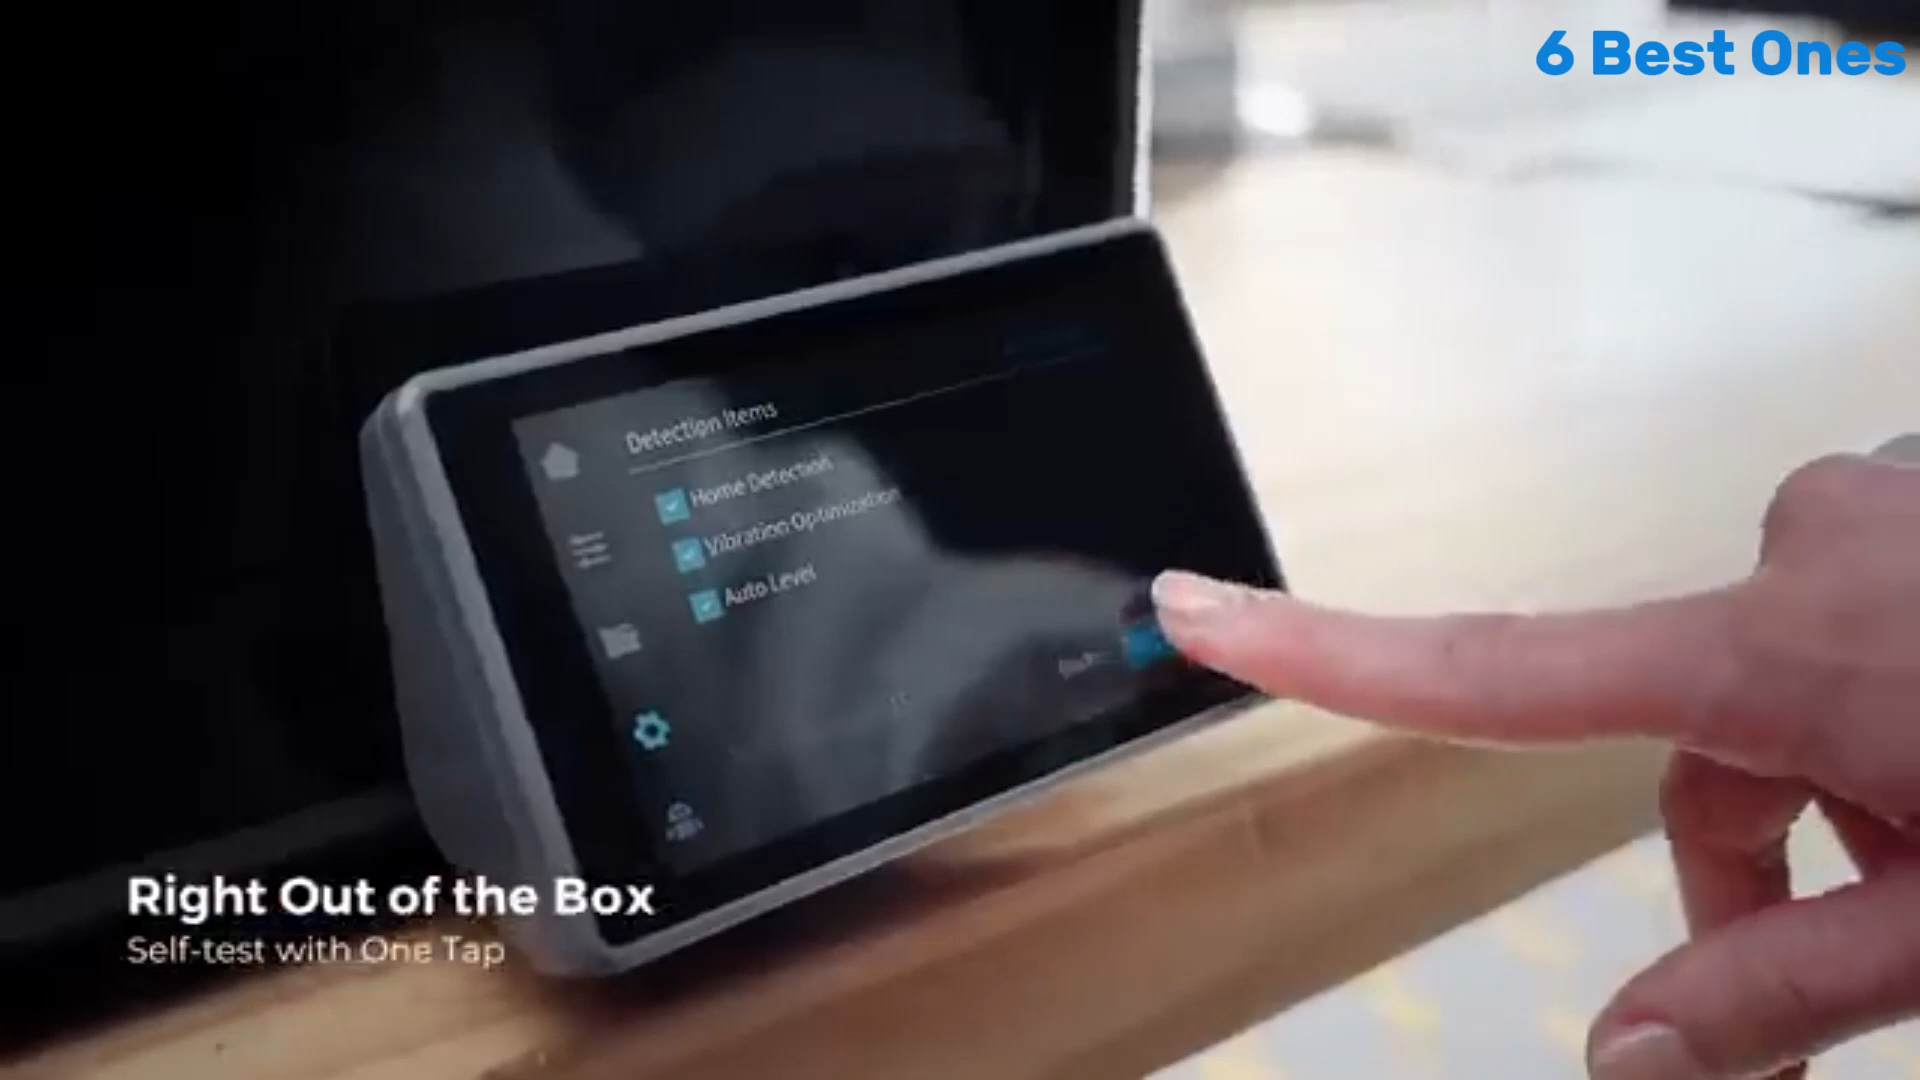 6 Best Ones
Detection Items
Home Detection
Vibration Optimization
Auto Level
Right Out of the Box
Self-test with One Tap